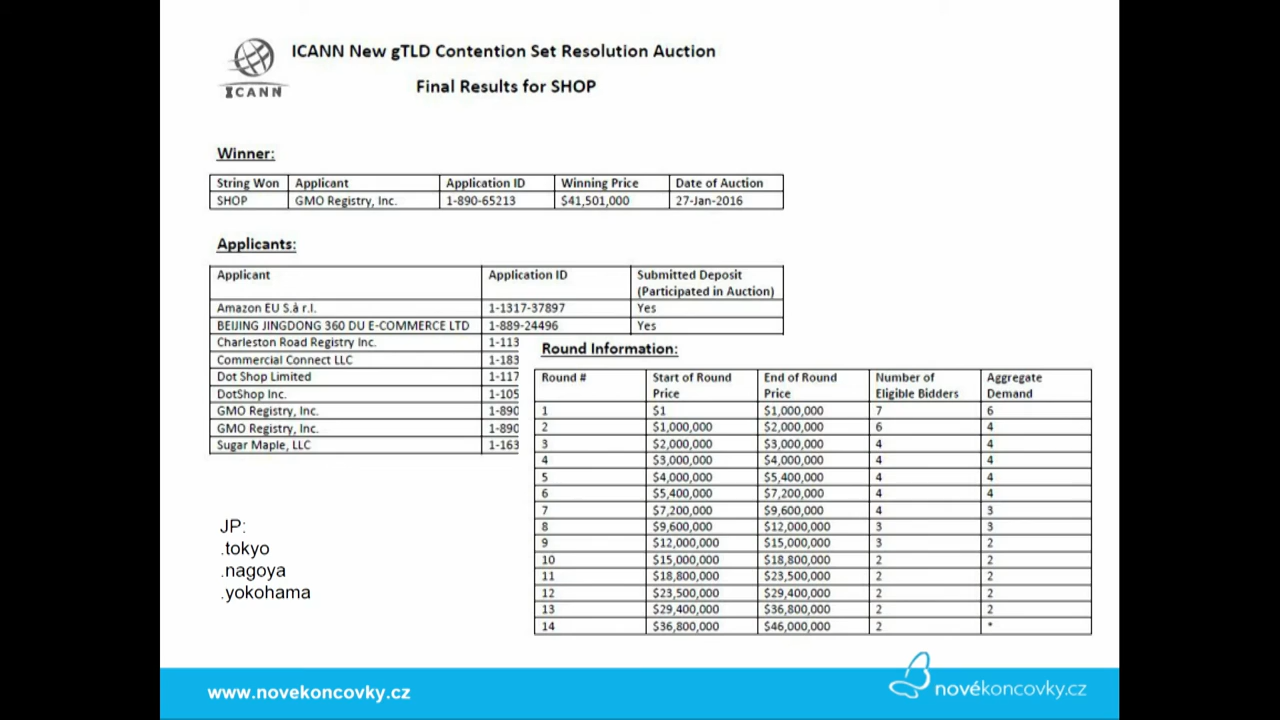 ICANN New gTLD Contention Set Resolution Auction
ICANN
Final Results for SHOP
Winner:
String Won Applicant Application ID Winning Price Date of Auction
SHOP GMO Registry, Inc. 1-890-65213 $41,501,000 27-Jan-2016
Applicants:
Applicant Application ID Submitted Deposit
(Participated in Auction)
Amazon EU S.à r.l. 1-1317-37897 Yes
BEIJING JINGDONG 360 DU E-COMMERCE LTD 1-889-24496 Yes
Charleston Road Registry Inc. 1-113
Commercial Connect LLC 1-183
Dot Shop Limited 1-117
DotShop Inc. 1-105
GMO Registry, Inc. 1-890
GMO Registry, Inc. 1-890
Sugar Maple, LLC 1-163
Round Information:
Round # Start of Round End of Round Number of Aggregate
Price Price Eligible Bidders Demand
1 $1 $1,000,000 7 6
2 $1,000,000 $2,000,000 6 4
3 $2,000,000 $3,000,000 4 4
4 $3,000,000 $4,000,000 4 4
5 $4,000,000 $5,400,000 4 4
6 $5,400,000 $7,200,000 4 4
7 $7,200,000 $9,600,000 4 3
8 $9,600,000 $12,000,000 3 3
9 $12,000,000 $15,000,000 3 2
10 $15,000,000 $18,800,000 2 2
11 $18,800,000 $23,500,000 2 2
12 $23,500,000 $29,400,000 2 2
13 $29,400,000 $36,800,000 2 2
14 $36,800,000 $46,000,000 2 *
JP:
.tokyo
.nagoya
.yokohama
www.novekoncovky.cz
novékoncovky.cz